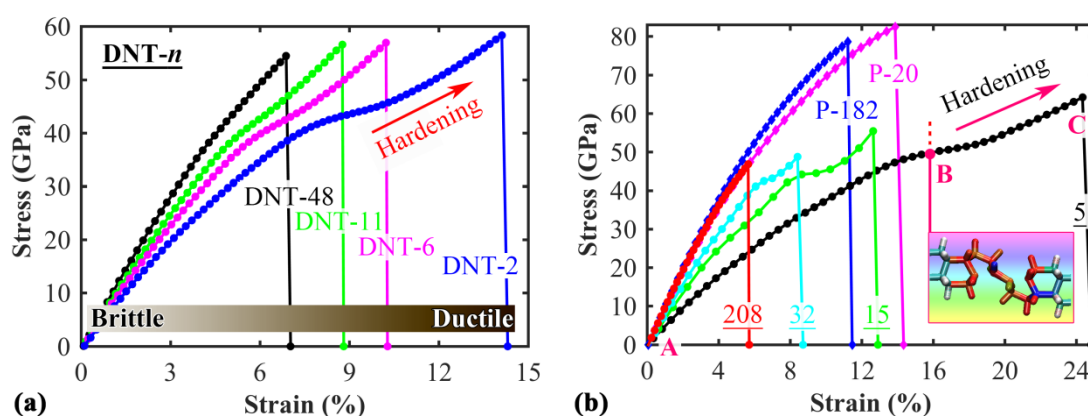 60
50
40
30
20
10
0
Stress (GPa)
DNT-n
Hardening
DNT-48
DNT-11
DNT-6
DNT-2
Brittle
Ductile
0
3
6
9
12
15
(a)
Strain (%)
80
70
60
50
40
30
20
10
0
Stress (GPa)
P-20
P-182
Hardening
C
B
A
208
32
15
5
0
4
8
12
16
20
24
(b)
Strain (%)